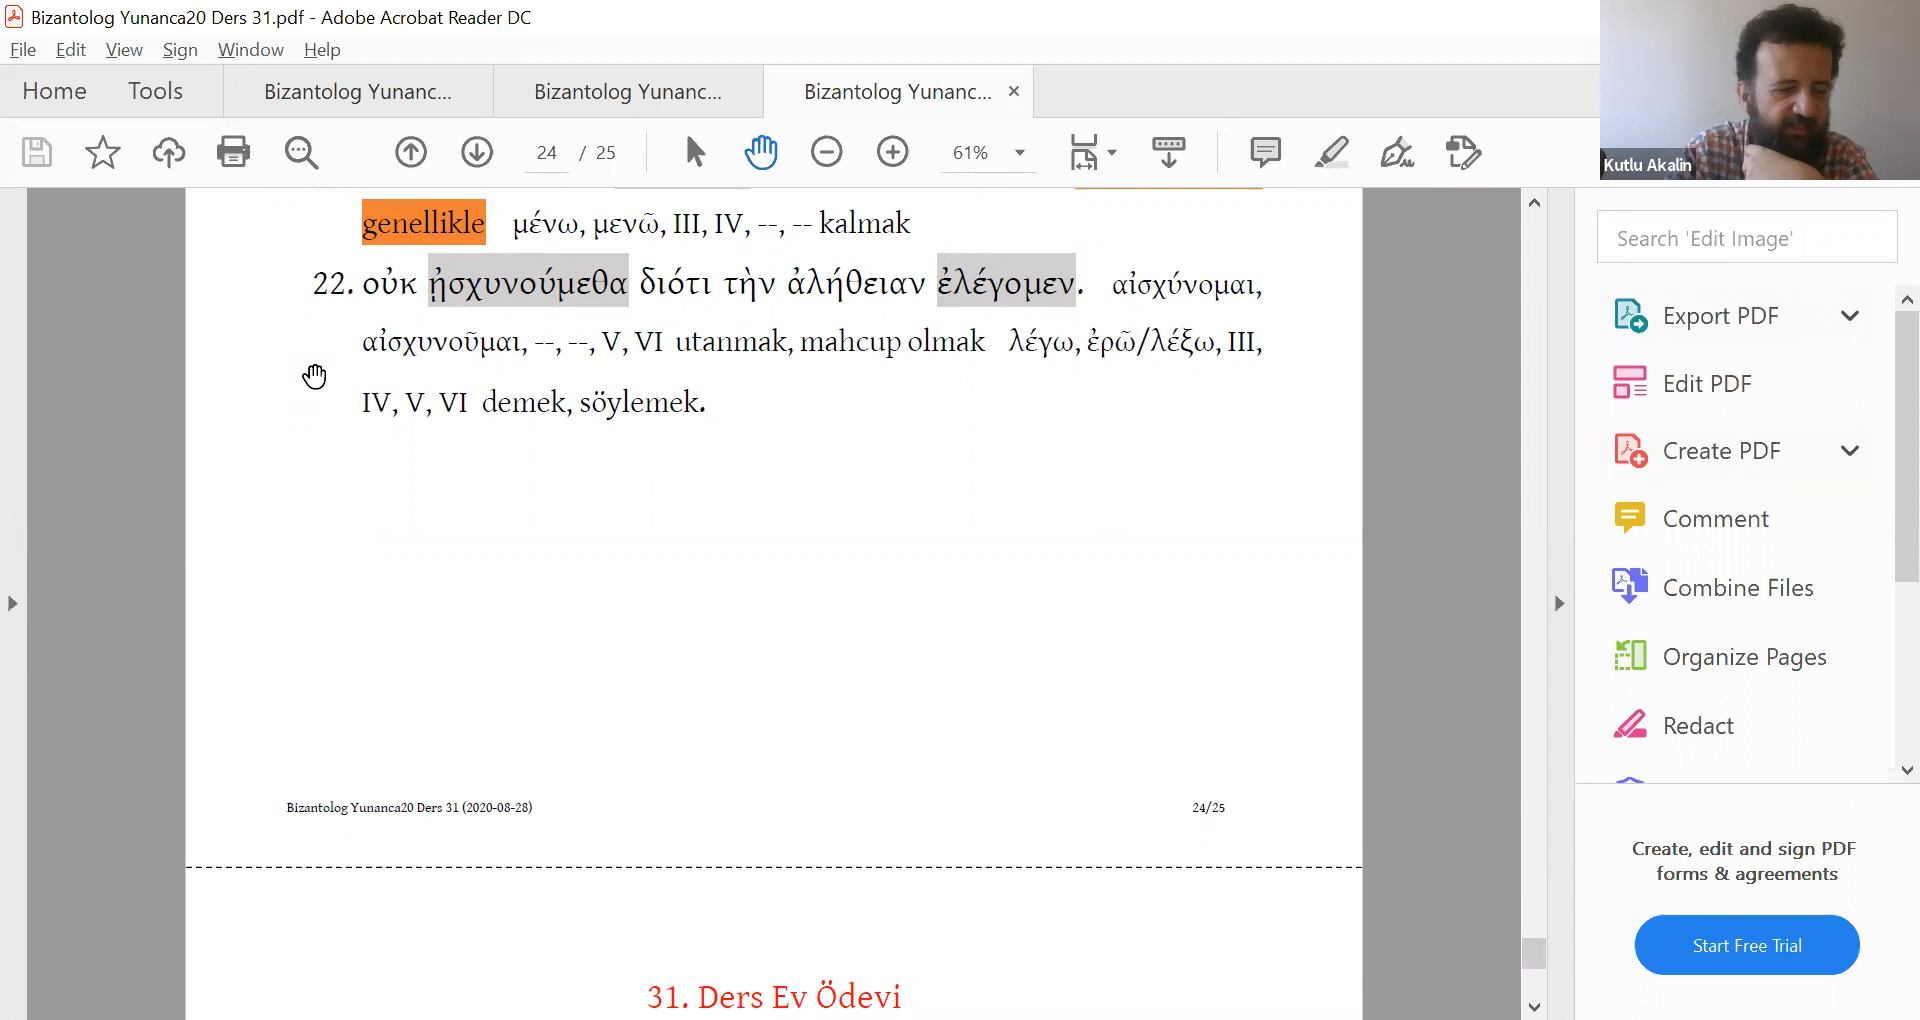 Bizantolog Yunanca20 Ders 31.pdf - Adobe Acrobat Reader DC
File Edit View Sign Window Help
Home Tools Bizantolog Yunanc... Bizantolog Yunanc... Bizantolog Yunanc... ×
24 / 25 61%
Kutlu Akalin
genellikle μένω, μενῶ, III, IV, --, -- kalmak
22. οὐκ ᾐσχυνούμεθα διότι τὴν ἀλήθειαν ἐλέγομεν. αἰσχύνομαι,
αἰσχυνοῦμαι, --, --, V, VI utanmak, mahcup olmak λέγω, ἐρῶ/λέξω, III,
IV, V, VI demek, söylemek.
Bizantolog Yunanca20 Ders 31 (2020-08-28) 24/25
31. Ders Ev Ödevi
Search 'Edit Image'
Export PDF
Edit PDF
Create PDF
Comment
Combine Files
Organize Pages
Redact
Create, edit and sign PDF
forms & agreements
Start Free Trial